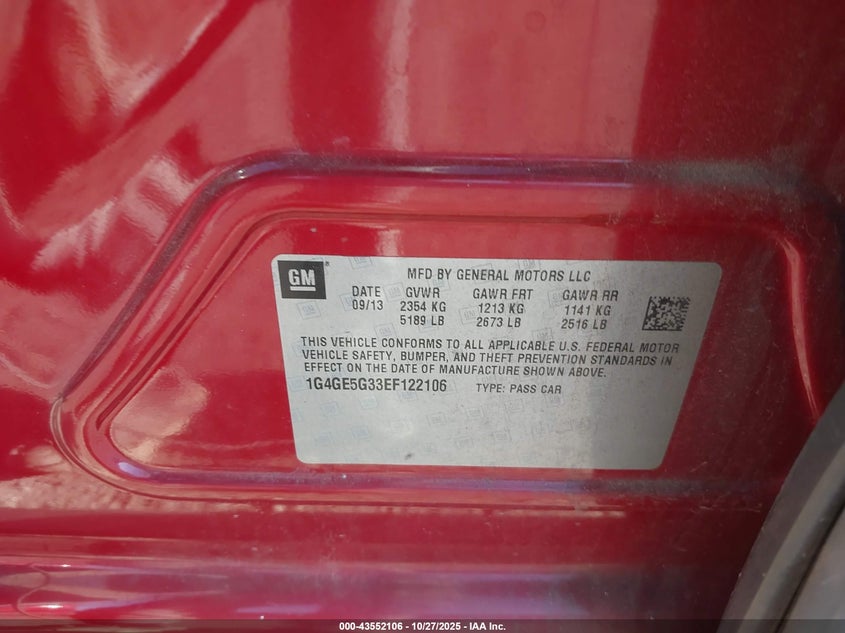 GM ® MFD BY GENERAL MOTORS LLC
DATE GVWR GAWR FRT GAWR RR
09/13 2354 KG 1213 KG 1141 KG
5189 LB 2673 LB 2516 LB
THIS VEHICLE CONFORMS TO ALL APPLICABLE U.S. FEDERAL MOTOR
VEHICLE SAFETY, BUMPER, AND THEFT PREVENTION STANDARDS IN
EFFECT ON THE DATE OF MANUFACTURE SHOWN ABOVE.
1G4GE5G33EF122106 TYPE: PASS CAR
000-43552106 - 10/27/2025 - IAA Inc.